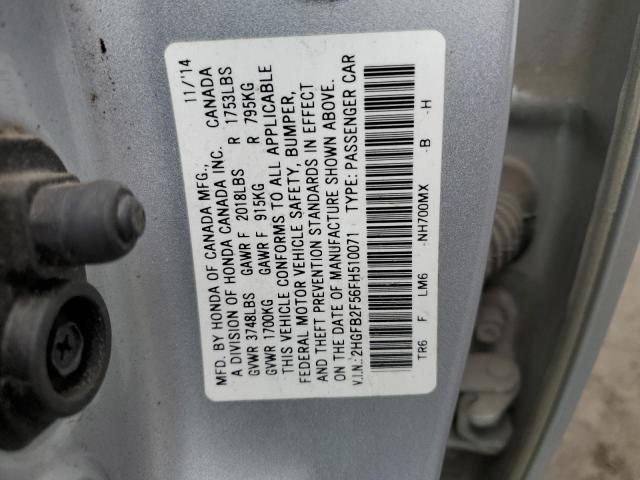 MFD. BY HONDA OF CANADA MFG., 11/'14
A DIVISION OF HONDA CANADA INC. CANADA
GVWR 3748LBS GAWR F 2018LBS R 1753LBS
GVWR 1700KG GAWR F 915KG R 795KG
THIS VEHICLE CONFORMS TO ALL APPLICABLE
FEDERAL MOTOR VEHICLE SAFETY, BUMPER,
AND THEFT PREVENTION STANDARDS IN EFFECT
ON THE DATE OF MANUFACTURE SHOWN ABOVE.
V.I.N.: 2HGFB2F56FH510071 TYPE: PASSENGER CAR
TR6 F LM6 -NH700MX -B -H